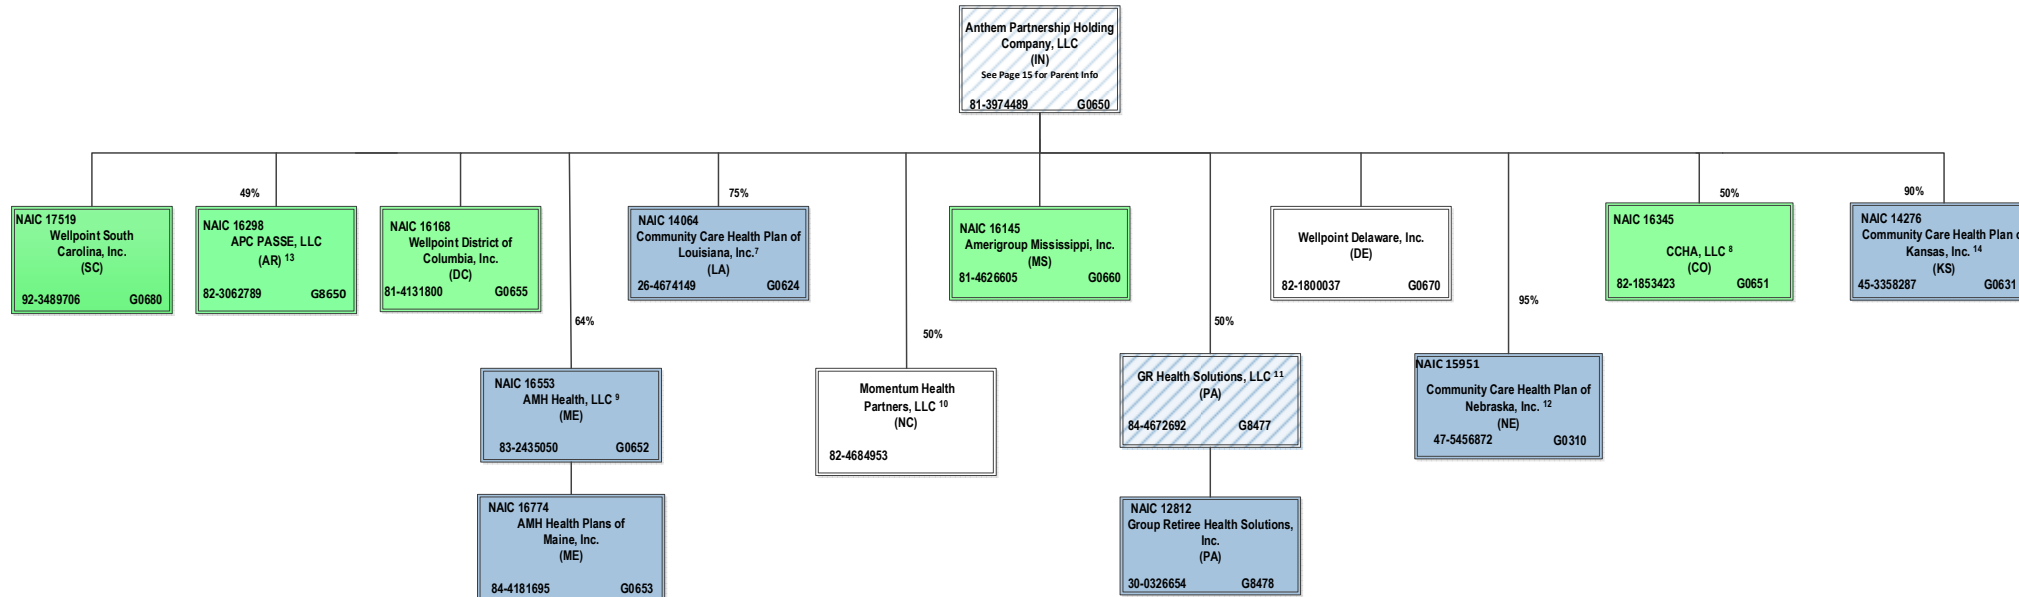 Anthem Partnership Holding
Company, LLC
(IN)
See Page 15 for Parent Info
81-3974489 G0650
49%
75%
50%
90%
NAIC 17519
Wellpoint South
Carolina, Inc.
(SC)
92-3489706 G0680
NAIC 16298
APC PASSE, LLC
(AR) 13
82-3062789 G8650
NAIC 16168
Wellpoint District of
Columbia, Inc.
(DC)
81-4131800 G0655
NAIC 14064
Community Care Health Plan of
Louisiana, Inc.7
(LA)
26-4674149 G0624
NAIC 16145
Amerigroup Mississippi, Inc.
(MS)
81-4626605 G0660
Wellpoint Delaware, Inc.
(DE)
82-1800037 G0670
NAIC 16345
CCHA, LLC 8
(CO)
82-1853423 G0651
NAIC 14276
Community Care Health Plan o
Kansas, Inc. 14
(KS)
45-3358287 G0631
64%
50%
50%
95%
NAIC 16553
AMH Health, LLC 9
(ME)
83-2435050 G0652
Momentum Health
Partners, LLC 10
(NC)
82-4684953
GR Health Solutions, LLC 11
(PA)
84-4672692 G8477
NAIC 15951
Community Care Health Plan of
Nebraska, Inc. 12
(NE)
47-5456872 G0310
NAIC 16774
AMH Health Plans of
Maine, Inc.
(ME)
84-4181695 G0653
NAIC 12812
Group Retiree Health Solutions,
Inc.
(PA)
30-0326654 G8478